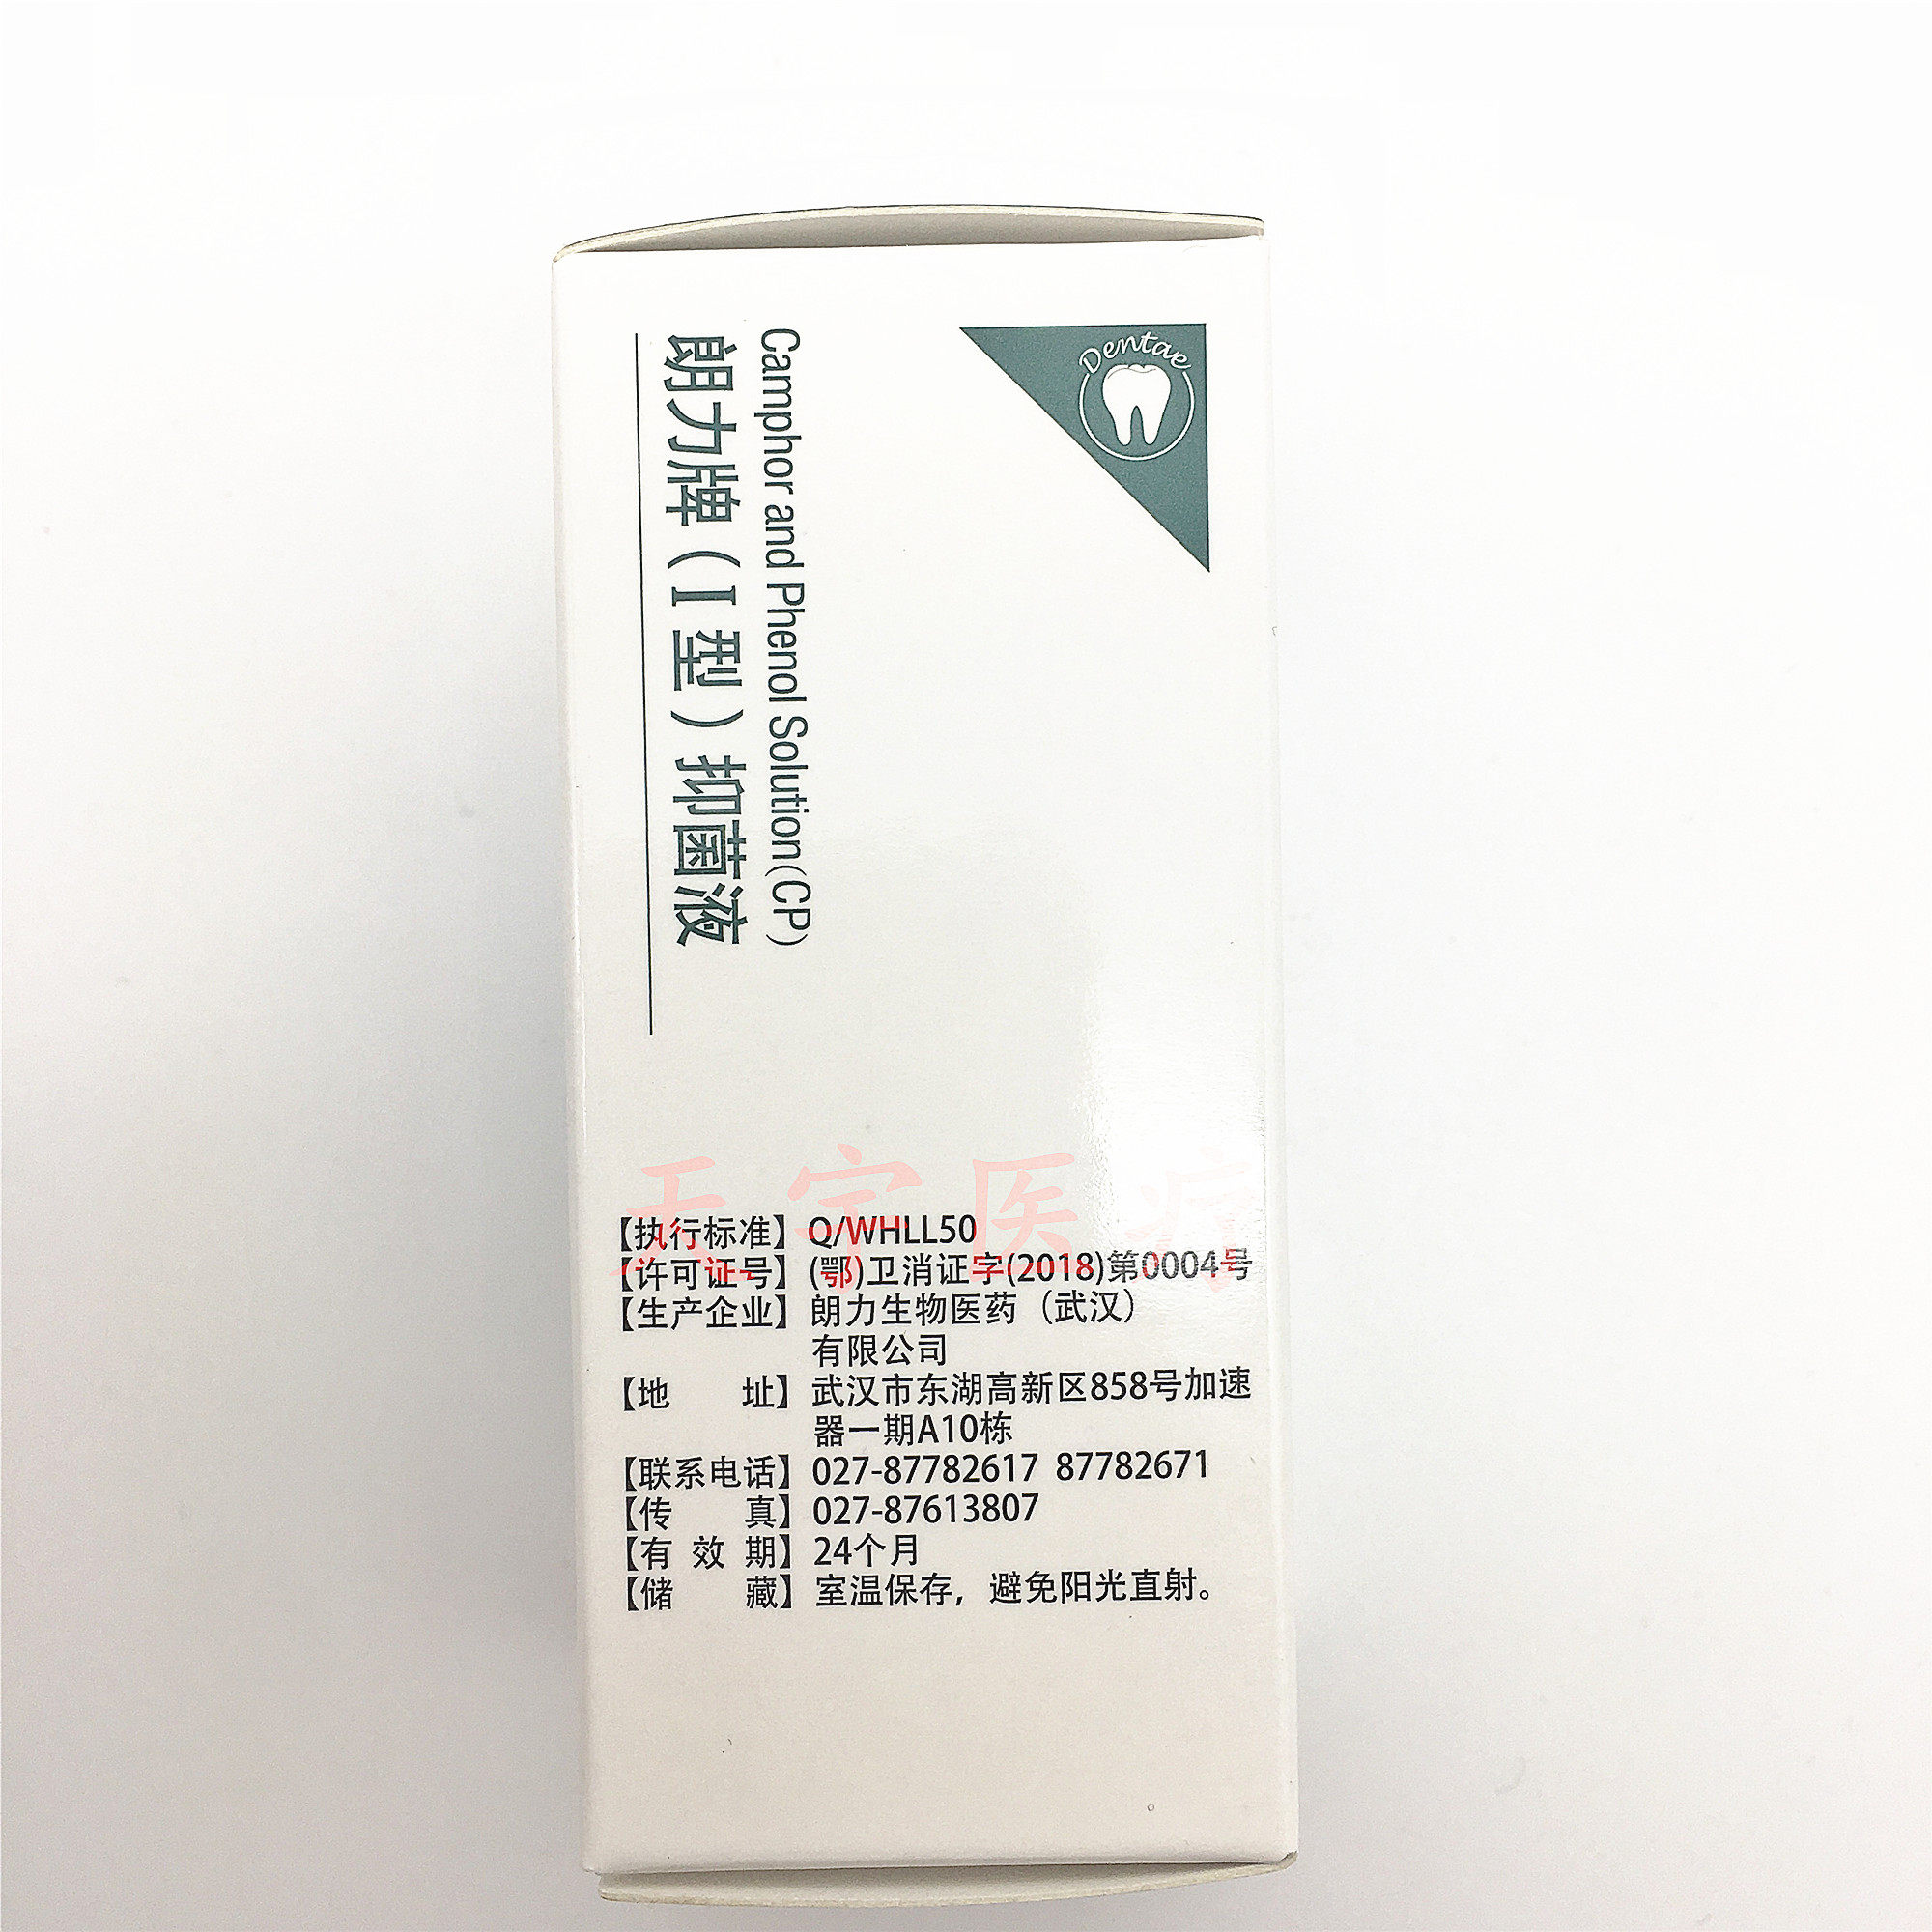 Dentae
Camphor and Phenol Solution(CP)
朗力牌(I型)抑菌液
天宇医疗
【执行标准】Q/WHLL50
【许可证号】(鄂)卫消证字(2018)第0004号
【生产企业】朗力生物医药（武汉）
有限公司
【地 址】武汉市东湖高新区858号加速
器一期A10栋
【联系电话】027-87782617 87782671
【传 真】027-87613807
【有 效 期】24个月
【储 藏】室温保存，避免阳光直射。